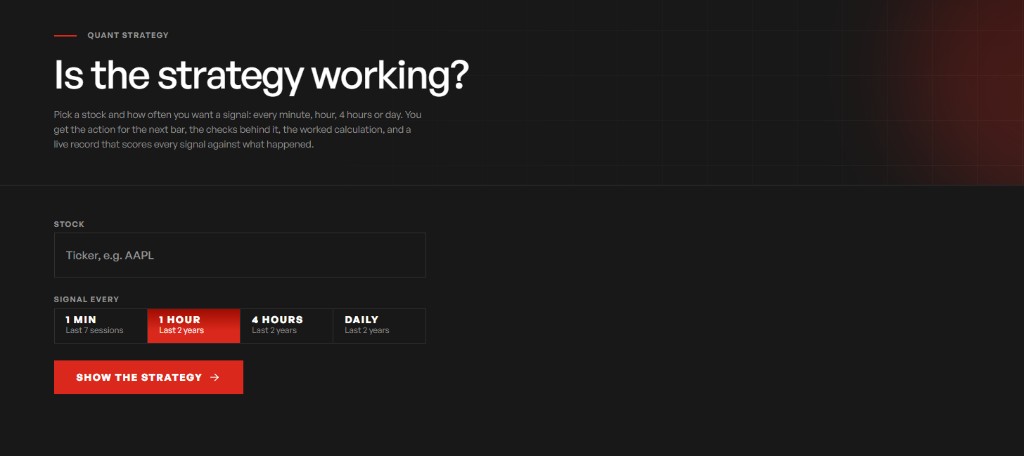 QUANT STRATEGY
Is the strategy working?
Pick a stock and how often you want a signal: every minute, hour, 4 hours or day. You
get the action for the next bar, the checks behind it, the worked calculation, and a
live record that scores every signal against what happened.
STOCK
Ticker, e.g. AAPL
SIGNAL EVERY
1 MIN 1 HOUR 4 HOURS DAILY
Last 7 sessions Last 2 years Last 2 years Last 2 years
SHOW THE STRATEGY →